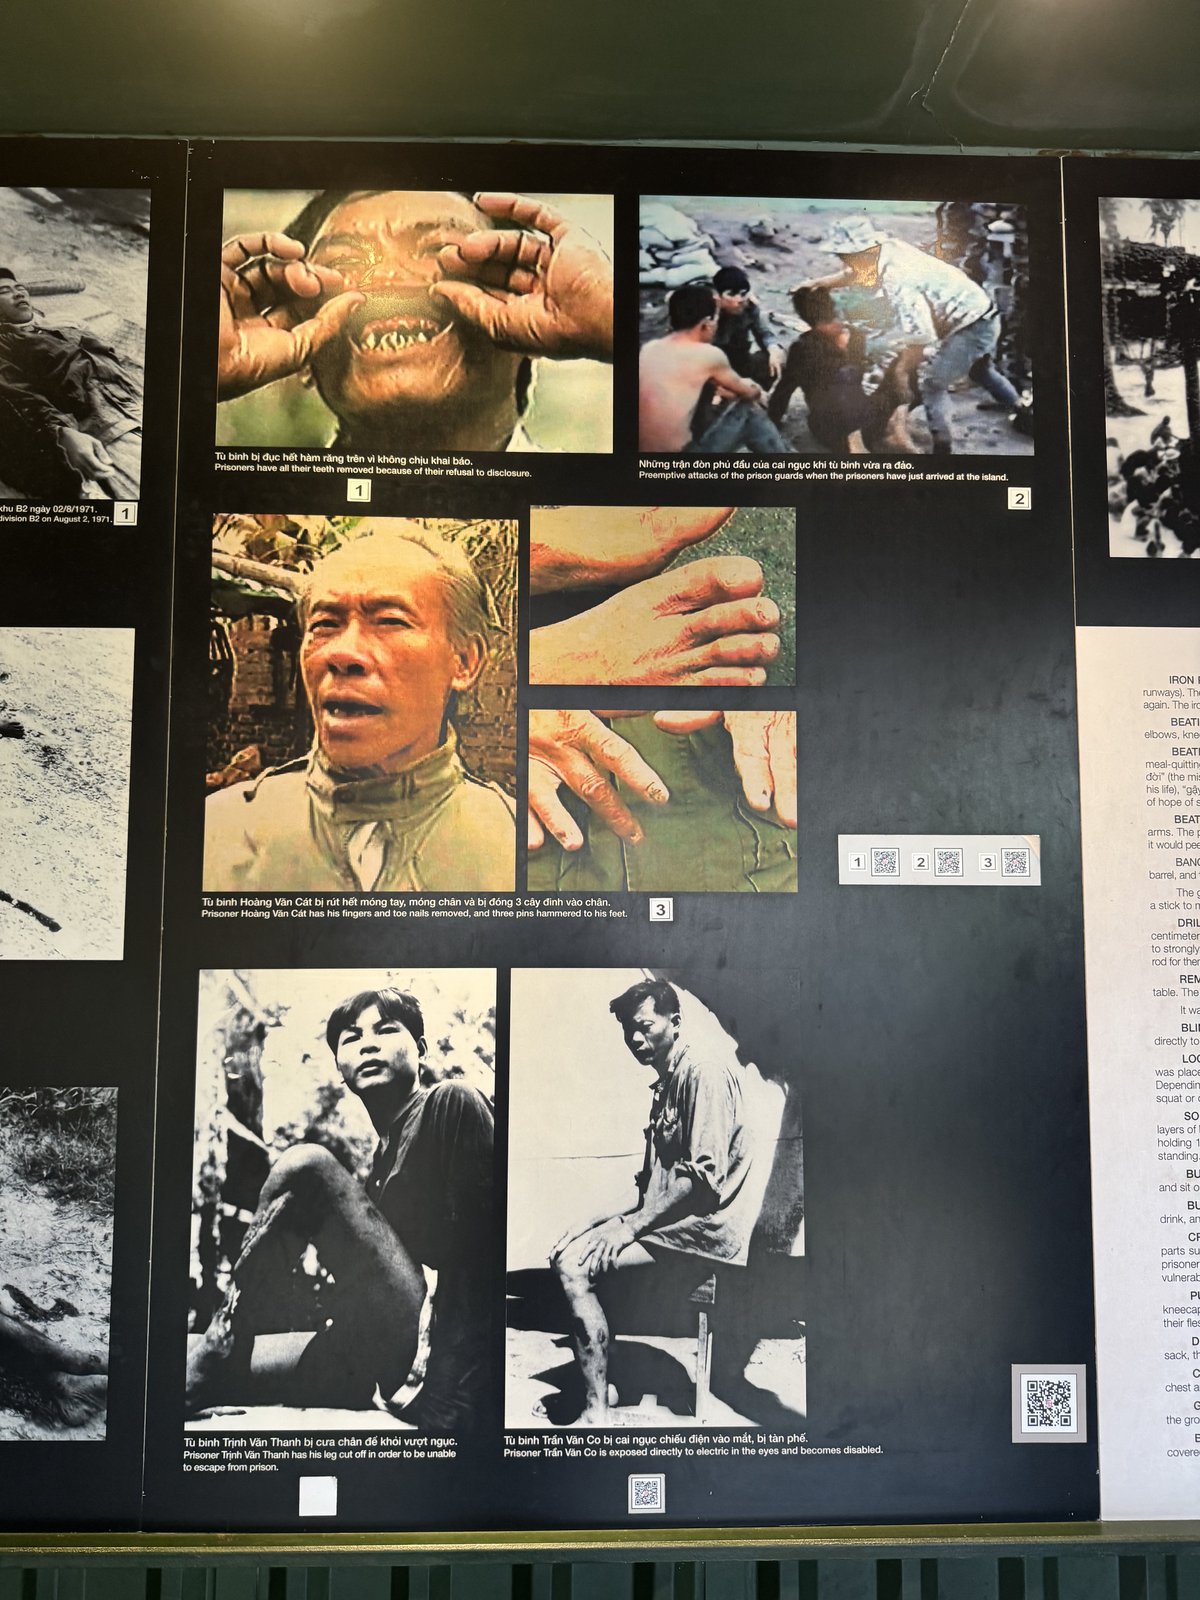 khu B2 ngày 02/8/1971.
division B2 on August 2, 1971.
1
Tù binh bị đục hết hàm răng trên vì không chịu khai báo.
Prisoners have all their teeth removed because of their refusal to disclosure.
1
Những trận đòn phủ đầu của cai ngục khi tù binh vừa ra đảo.
Preemptive attacks of the prison guards when the prisoners have just arrived at the island.
2
Tù binh Hoàng Văn Cát bị rút hết móng tay, móng chân và bị đóng 3 cây đinh vào chân.
Prisoner Hoàng Văn Cát has his fingers and toe nails removed, and three pins hammered to his feet.
3
1 2 3
Tù binh Trịnh Văn Thanh bị cưa chân để khỏi vượt ngục.
Prisoner Trịnh Văn Thanh has his leg cut off in order to be unable
to escape from prison.
Tù binh Trần Văn Co bị cai ngục chiếu điện vào mắt, bị tàn phế.
Prisoner Trần Văn Co is exposed directly to electric in the eyes and becomes disabled.
IRON
runways). The
again. The
BEATI
elbows, knee
BEATI
meal-quitting
đời" (the
his life), "gậy
of hope of
BEAT
arms. The
it would
BANG
barrel, and
The
a stick to
DRIL
centimeter
to strongly
rod for
REM
table. The
It
BLI
directly to
LOC
was place
Depending
squat or
SO
layers of
holding
standing.
BU
and sit
BU
drink, an
parts
prisoner
vulnerab
kneecap
their
sack,
chest
the
covere